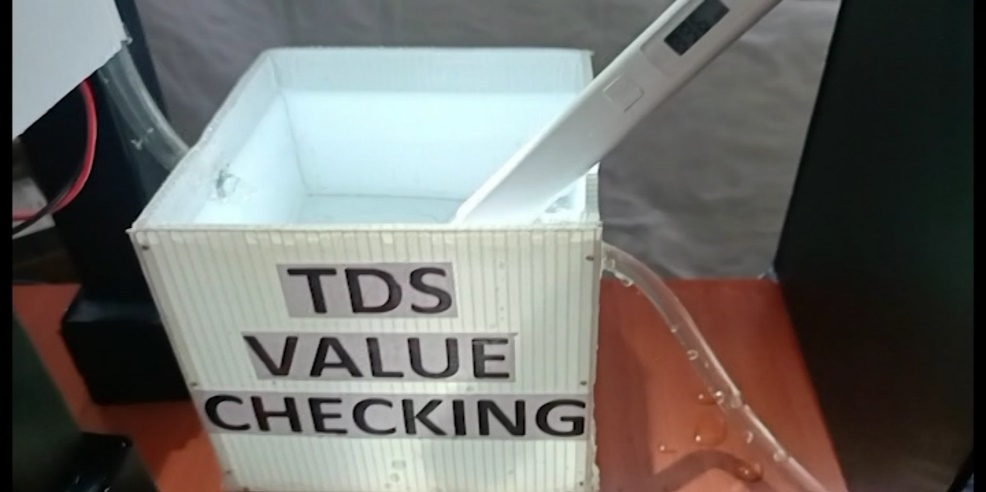 TDS
VALUE
CHECKING